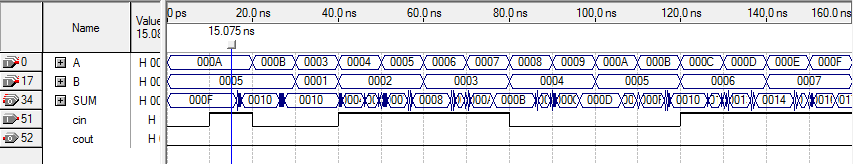 Name Value 15.08 0 ps 20.0 ns 40.0 ns 60.0 ns 80.0 ns 100.0 ns 120.0 ns 140.0 ns 160.0 ns
15.075 ns
0 A H 00 000A 000B 0003 0004 0005 0006 0007 0008 0009 000A 000B 000C 000D 000E 000F
17 B H 00 0005 0001 0002 0003 0004 0005 0006 0007
34 SUM H 00 000F 0010 0010 0008 000B 000D 0010 0014
51 cin H
52 cout H